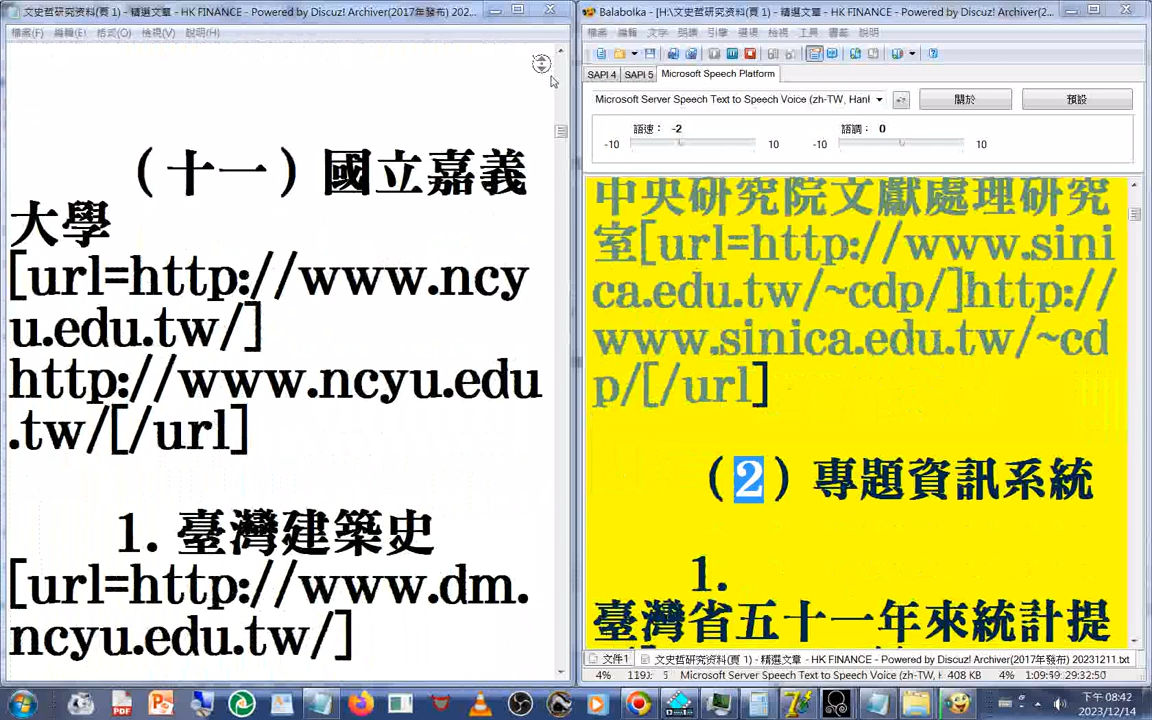 文史哲研究资料(頁 1) - 精選文章 - HK FINANCE - Powered by Discuz! Archiver(2017年發布) 202...
檔案(F) 編輯(E) 格式(O) 檢視(V) 說明(H)
（十一）國立嘉義
大學
[url=http://www.ncy
u.edu.tw/]
http://www.ncyu.edu
.tw/[/url]
1. 臺灣建築史
[url=http://www.dm.
ncyu.edu.tw/]
Balabolka - [H:\文史哲研究资料(頁 1) - 精選文章 - HK FINANCE - Powered by Discuz! Archiver(2...
檔案 編輯 文字 朗讀 引擎 選項 檢視 工具 書籤 說明
SAPI 4 SAPI 5 Microsoft Speech Platform
Microsoft Server Speech Text to Speech Voice (zh-TW, Hanl
關於
預設
語速： -2
語調： 0
-10 10 -10 10
中央研究院文獻處理研究
室[url=http://www.sini
ca.edu.tw/~cdp/]http://
www.sinica.edu.tw/~cd
p/[/url]
（2）專題資訊系統
1.
臺灣省五十一年來統計提
文件1 文史哲研究资料(頁 1) - 精選文章 - HK FINANCE - Powered by Discuz! Archiver(2017年發布) 20231211.txt
4% Microsoft Server Speech Text to Speech Voice 408 KB 4%
下午 08:42
2023/12/14